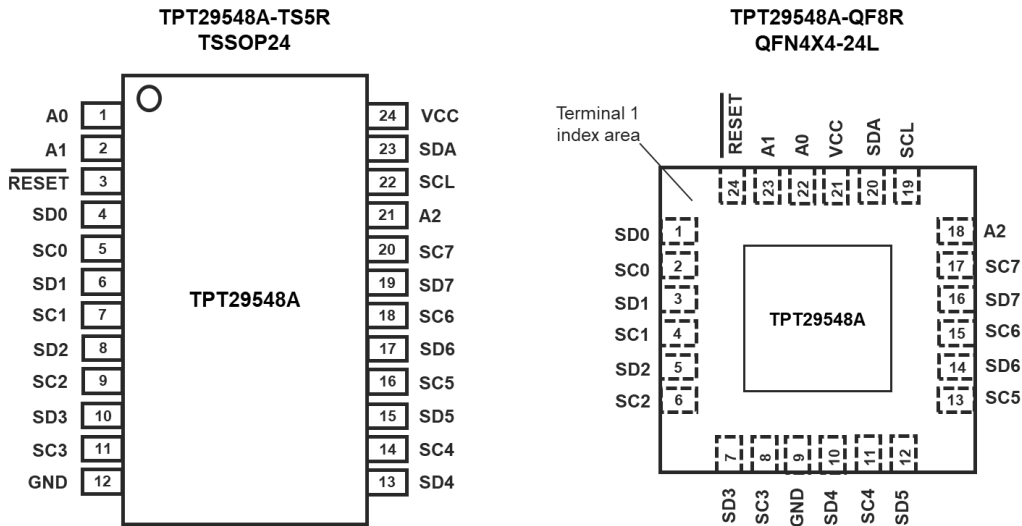 TPT29548A-TS5R
TSSOP24
A0 1
A1 2
RESET 3
SD0 4
SC0 5
SD1 6
SC1 7
SD2 8
SC2 9
SD3 10
SC3 11
GND 12
TPT29548A
24 VCC
23 SDA
22 SCL
21 A2
20 SC7
19 SD7
18 SC6
17 SD6
16 SC5
15 SD5
14 SC4
13 SD4
TPT29548A-QF8R
QFN4X4-24L
Terminal 1
index area
RESET A1 A0 VCC SDA SCL
24 23 22 21 20 19
SD0 1
SC0 2
SD1 3
SC1 4
SD2 5
SC2 6
TPT29548A
18 A2
17 SC7
16 SD7
15 SC6
14 SD6
13 SC5
7 8 9 10 11 12
SD3 SC3 GND SD4 SC4 SD5